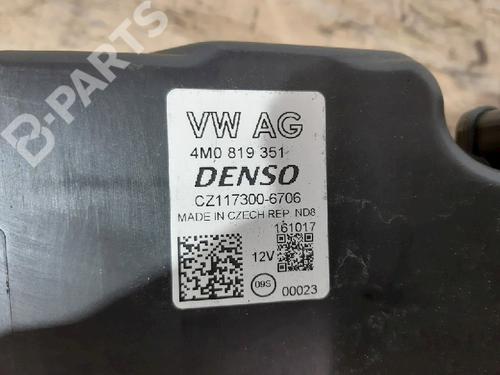 B-PARTS
VW AG
4M0 819 351
DENSO
CZ117300-6706
MADE IN CZECH REP. ND8
161017
12V
09S
00023